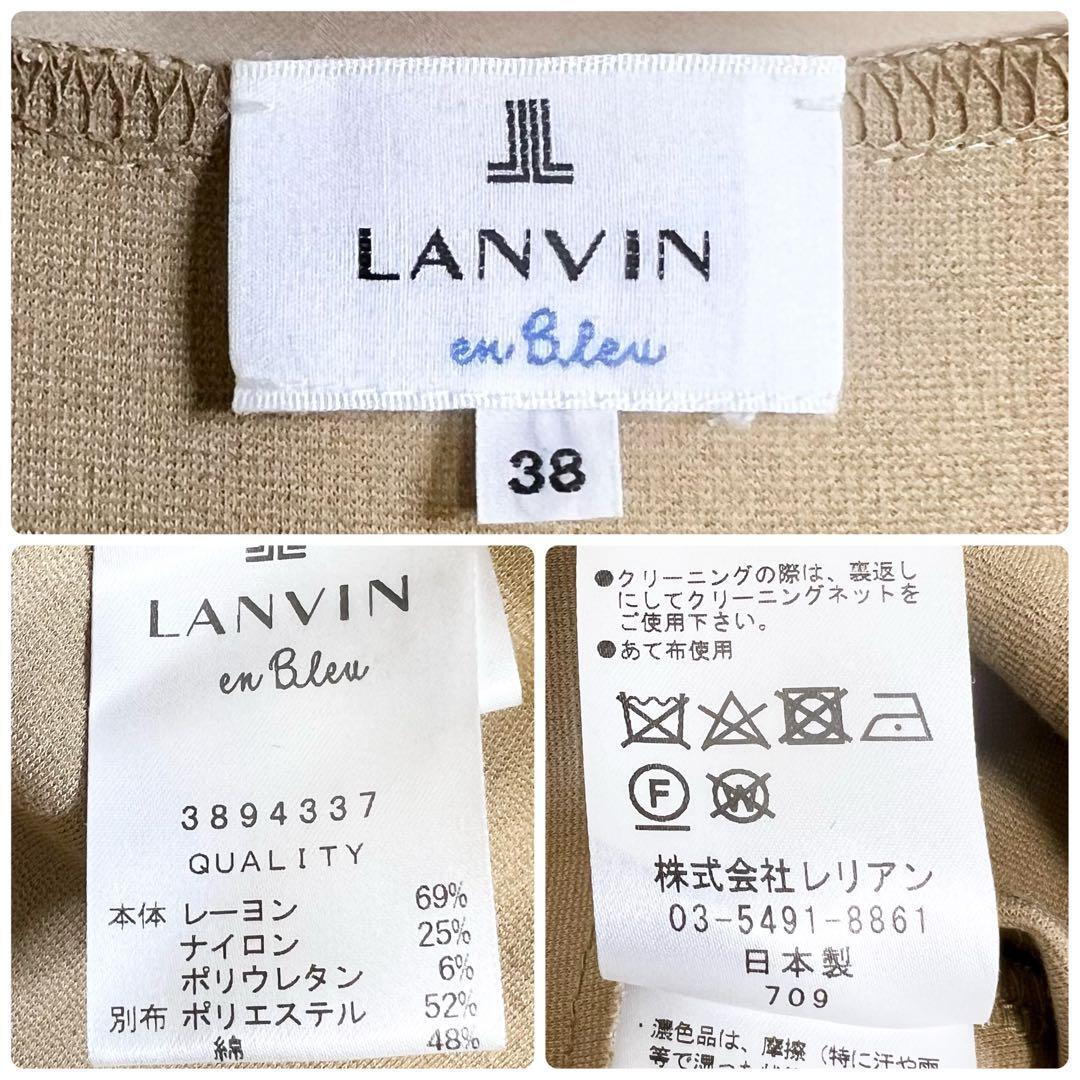 LANVIN
en Bleu
38
LANVIN
en Bleu
3894337
QUALITY
本体 レーヨン 69%
ナイロン 25%
ポリウレタン 6%
別布 ポリエステル 52%
綿 48%
●クリーニングの際は、裏返し
にしてクリーニングネットを
ご使用下さい。
●あて布使用
F W
株式会社レリアン
03-5491-8861
日本製
709
・濃色品は、摩擦(特に汗や雨